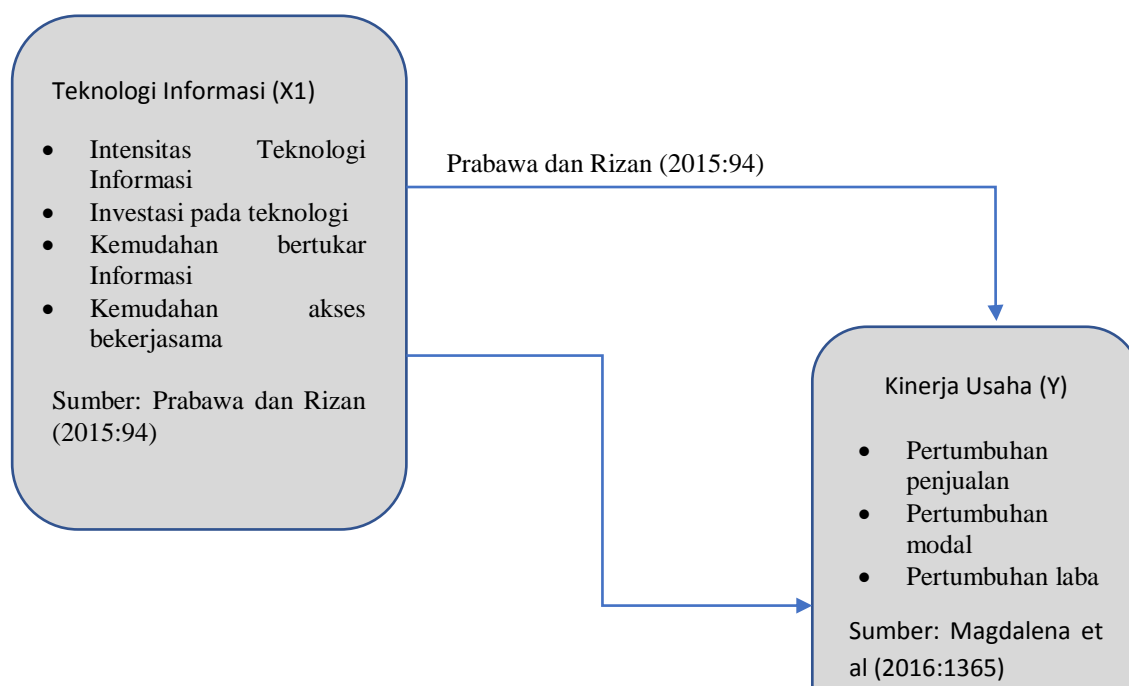 Teknologi Informasi (X1)
• Intensitas Teknologi
Informasi
• Investasi pada teknologi
• Kemudahan bertukar
Informasi
• Kemudahan akses
bekerjasama
Sumber: Prabawa dan Rizan
(2015:94)
Prabawa dan Rizan (2015:94)
Kinerja Usaha (Y)
• Pertumbuhan
penjualan
• Pertumbuhan
modal
• Pertumbuhan laba
Sumber: Magdalena et
al (2016:1365)